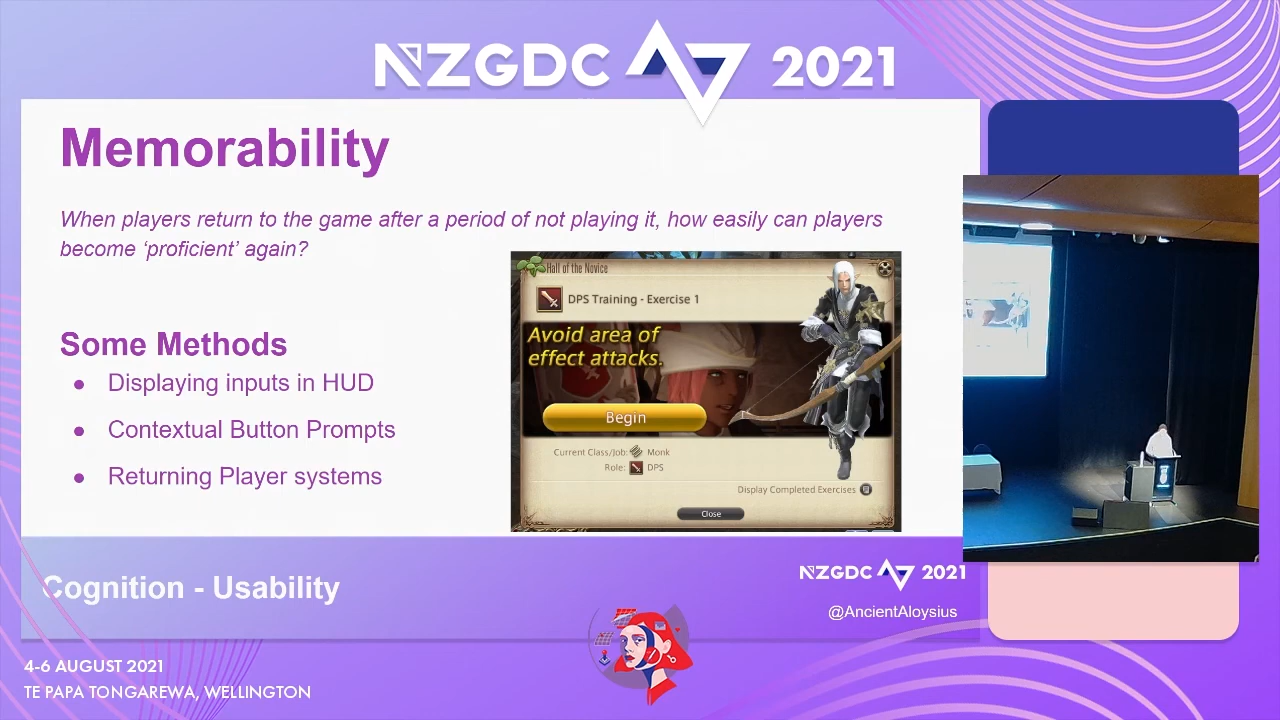 NZGDC 2021
Memorability
When players return to the game after a period of not playing it, how easily can players
become ‘proficient’ again?
Some Methods
● Displaying inputs in HUD
● Contextual Button Prompts
● Returning Player systems
Hall of the Novice
DPS Training - Exercise 1
Avoid area of
effect attacks.
Begin
Current Class/Job: Monk
Role: DPS
Display Completed Exercises
Close
Cognition - Usability
NZGDC 2021
@AncientAloysius
4-6 AUGUST 2021
TE PAPA TONGAREWA, WELLINGTON